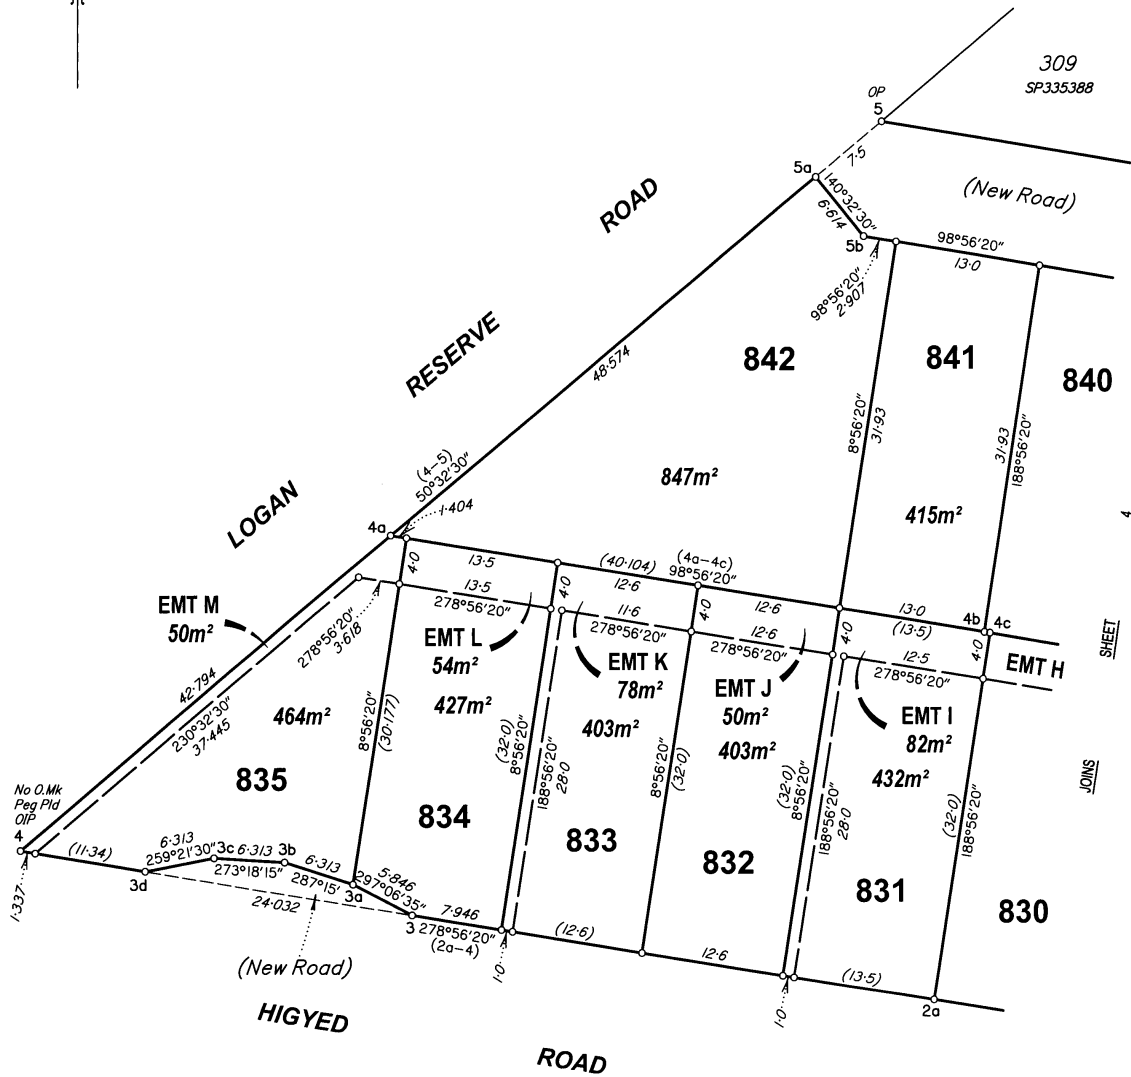 309
SP335388
OP
5
7·5
5a
140°32'30"
6·614
(New Road)
5b
98°56'20"
13·0
98°56'20"
2·907
ROAD
RESERVE
LOGAN
842
841
840
48·574
8°56'20"
31·93
31·93
188°56'20"
847m²
415m²
(4-5)
50°32'30"
1·404
4a
4·0
13·5
(40·104)
12·6
(4a-4c)
98°56'20"
12·6
13·0
(13·5)
4b
4c
4
SHEET
JOINS
EMT M
50m²
278°56'20"
3·618
13·5
278°56'20"
4·0
11·6
278°56'20"
4·0
12·6
278°56'20"
4·0
12·5
278°56'20"
4·0
EMT H
EMT L
54m²
EMT K
78m²
EMT J
50m²
EMT I
82m²
42·794
230°32'30"
37·445
464m²
8°56'20"
(30·177)
427m²
(32·0)
8°56'20"
188°56'20"
28·0
403m²
8°56'20"
(32·0)
403m²
(32·0)
8°56'20"
188°56'20"
28·0
432m²
(32·0)
188°56'20"
835
834
833
832
831
830
No O.Mk
Peg Pld
OIP
4
(11·34)
1·337
6·313
259°21'30"
3c
6·313
273°18'15"
3b
6·313
287°15'
3a
5·846
297°06'35"
3d
24·032
3
7·946
278°56'20"
(2a-4)
1·0
(12·6)
12·6
1·0
(13·5)
2a
(New Road)
HIGYED
ROAD